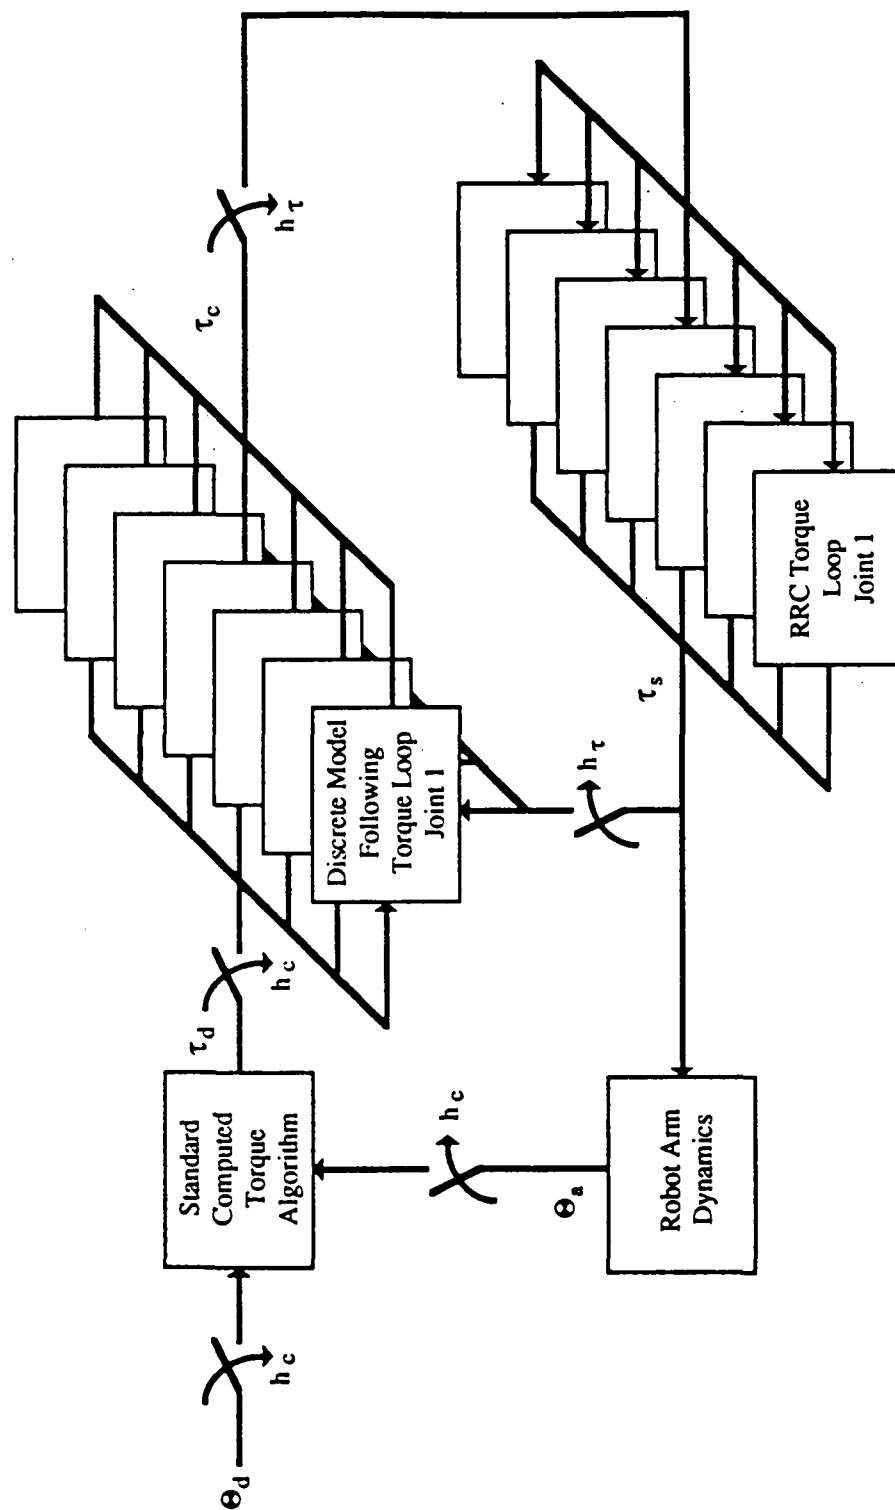 Θd
hc
Standard
Computed
Torque
Algorithm
τd
hc
Discrete Model
Following
Torque Loop
Joint 1
τc
hτ
hc
Θa
Robot Arm
Dynamics
hτ
τs
RRC Torque
Loop
Joint 1